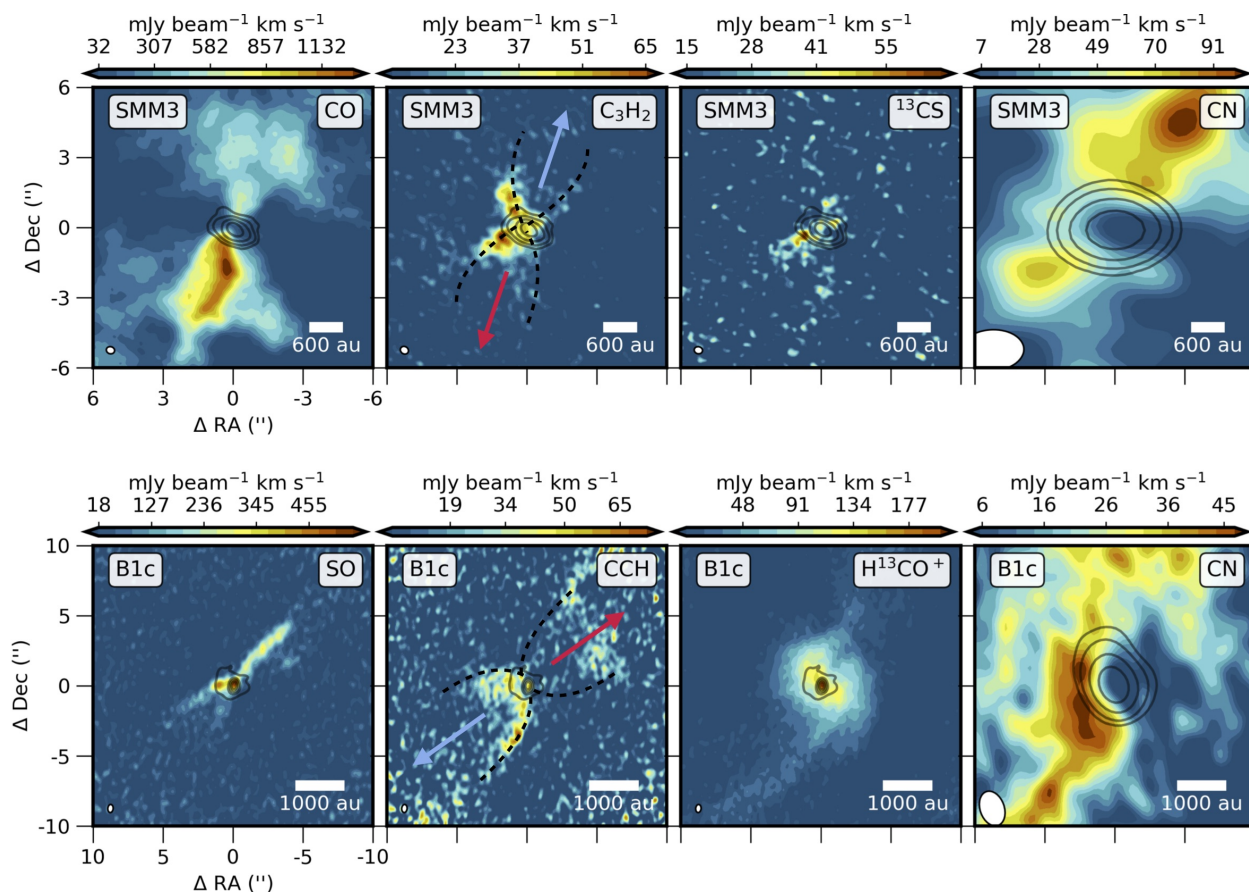 mJy beam⁻¹ km s⁻¹ mJy beam⁻¹ km s⁻¹ mJy beam⁻¹ km s⁻¹ mJy beam⁻¹ km s⁻¹
32 307 582 857 1132 23 37 51 65 15 28 41 55 7 28 49 70 91
6 SMM3 CO SMM3 C₃H₂ SMM3 ¹³CS SMM3 CN
3
Δ Dec ('') 0
-3
600 au 600 au 600 au 600 au
-6
6 3 0 -3 -6
Δ RA ('')
mJy beam⁻¹ km s⁻¹ mJy beam⁻¹ km s⁻¹ mJy beam⁻¹ km s⁻¹ mJy beam⁻¹ km s⁻¹
18 127 236 345 455 19 34 50 65 48 91 134 177 6 16 26 36 45
10 B1c SO B1c CCH B1c H¹³CO⁺ B1c CN
5
Δ Dec ('') 0
-5
1000 au 1000 au 1000 au 1000 au
-10
10 5 0 -5 -10
Δ RA ('')